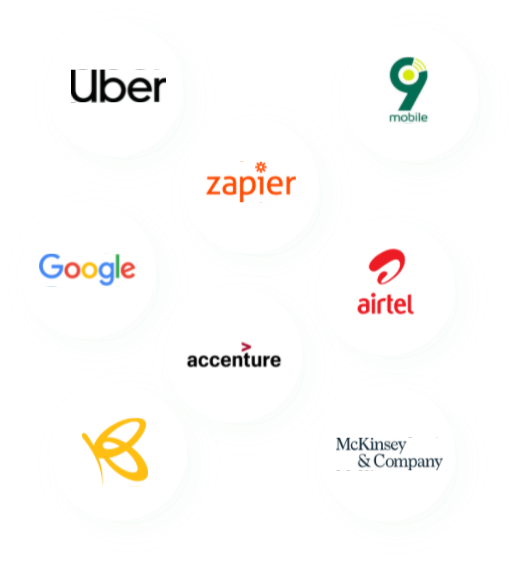 Uber
9
mobile
zapier
Google
airtel
accenture
McKinsey
& Company